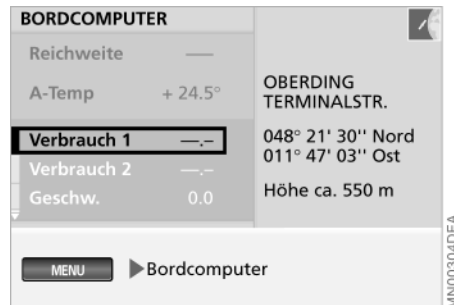 BORDCOMPUTER
Reichweite —–
A-Temp + 24.5°
Verbrauch 1 —.–
Verbrauch 2 —.–
Geschw. 0.0
OBERDING
TERMINALSTR.
048° 21' 30'' Nord
011° 47' 03'' Ost
Höhe ca. 550 m
MENU Bordcomputer
MN00304DEA